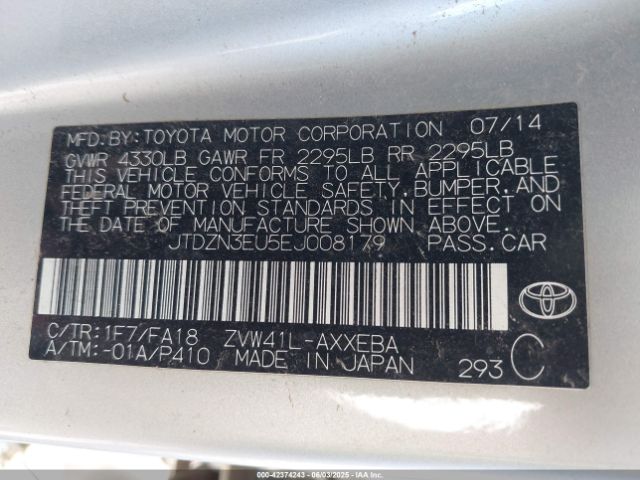 MFD.BY:TOYOTA MOTOR CORPORATION 07/14
GVWR 4330LB GAWR FR 2295LB RR 2295LB
THIS VEHICLE CONFORMS TO ALL APPLICABLE
FEDERAL MOTOR VEHICLE SAFETY,BUMPER,AND
THEFT PREVENTION STANDARDS IN EFFECT ON
THE DATE OF MANUFACTURE SHOWN ABOVE.
JTDZN3EU5EJ008179 PASS.CAR
C/TR:1F7/FA18 ZVW41L-AXXEBA
A/TM:-01A/P410 MADE IN JAPAN 293 C
000-42374243 - 06/03/2025 - IAAI.CA